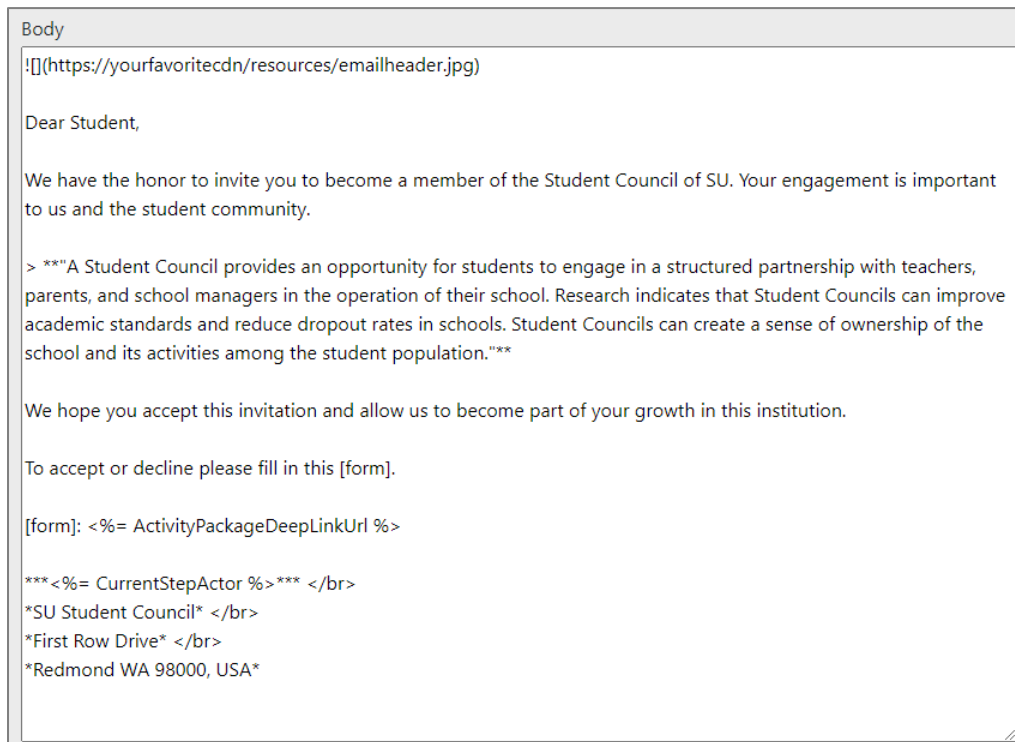 Body
![](https://yourfavoritecdn/resources/emailheader.jpg)
Dear Student,
We have the honor to invite you to become a member of the Student Council of SU. Your engagement is important
to us and the student community.
> **"A Student Council provides an opportunity for students to engage in a structured partnership with teachers,
parents, and school managers in the operation of their school. Research indicates that Student Councils can improve
academic standards and reduce dropout rates in schools. Student Councils can create a sense of ownership of the
school and its activities among the student population."**
We hope you accept this invitation and allow us to become part of your growth in this institution.
To accept or decline please fill in this [form].
[form]: <%= ActivityPackageDeepLinkUrl %>
***<%= CurrentStepActor %>*** </br>
*SU Student Council* </br>
*First Row Drive* </br>
*Redmond WA 98000, USA*